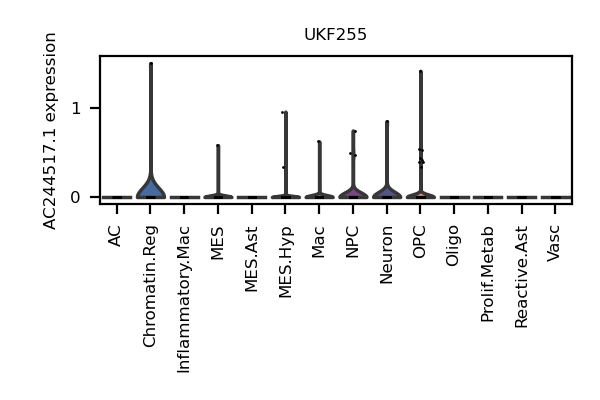 UKF255
AC244517.1 expression
1
0
AC
Chromatin.Reg
Inflammatory.Mac
MES
MES.Ast
MES.Hyp
Mac
NPC
Neuron
OPC
Oligo
Prolif.Metab
Reactive.Ast
Vasc